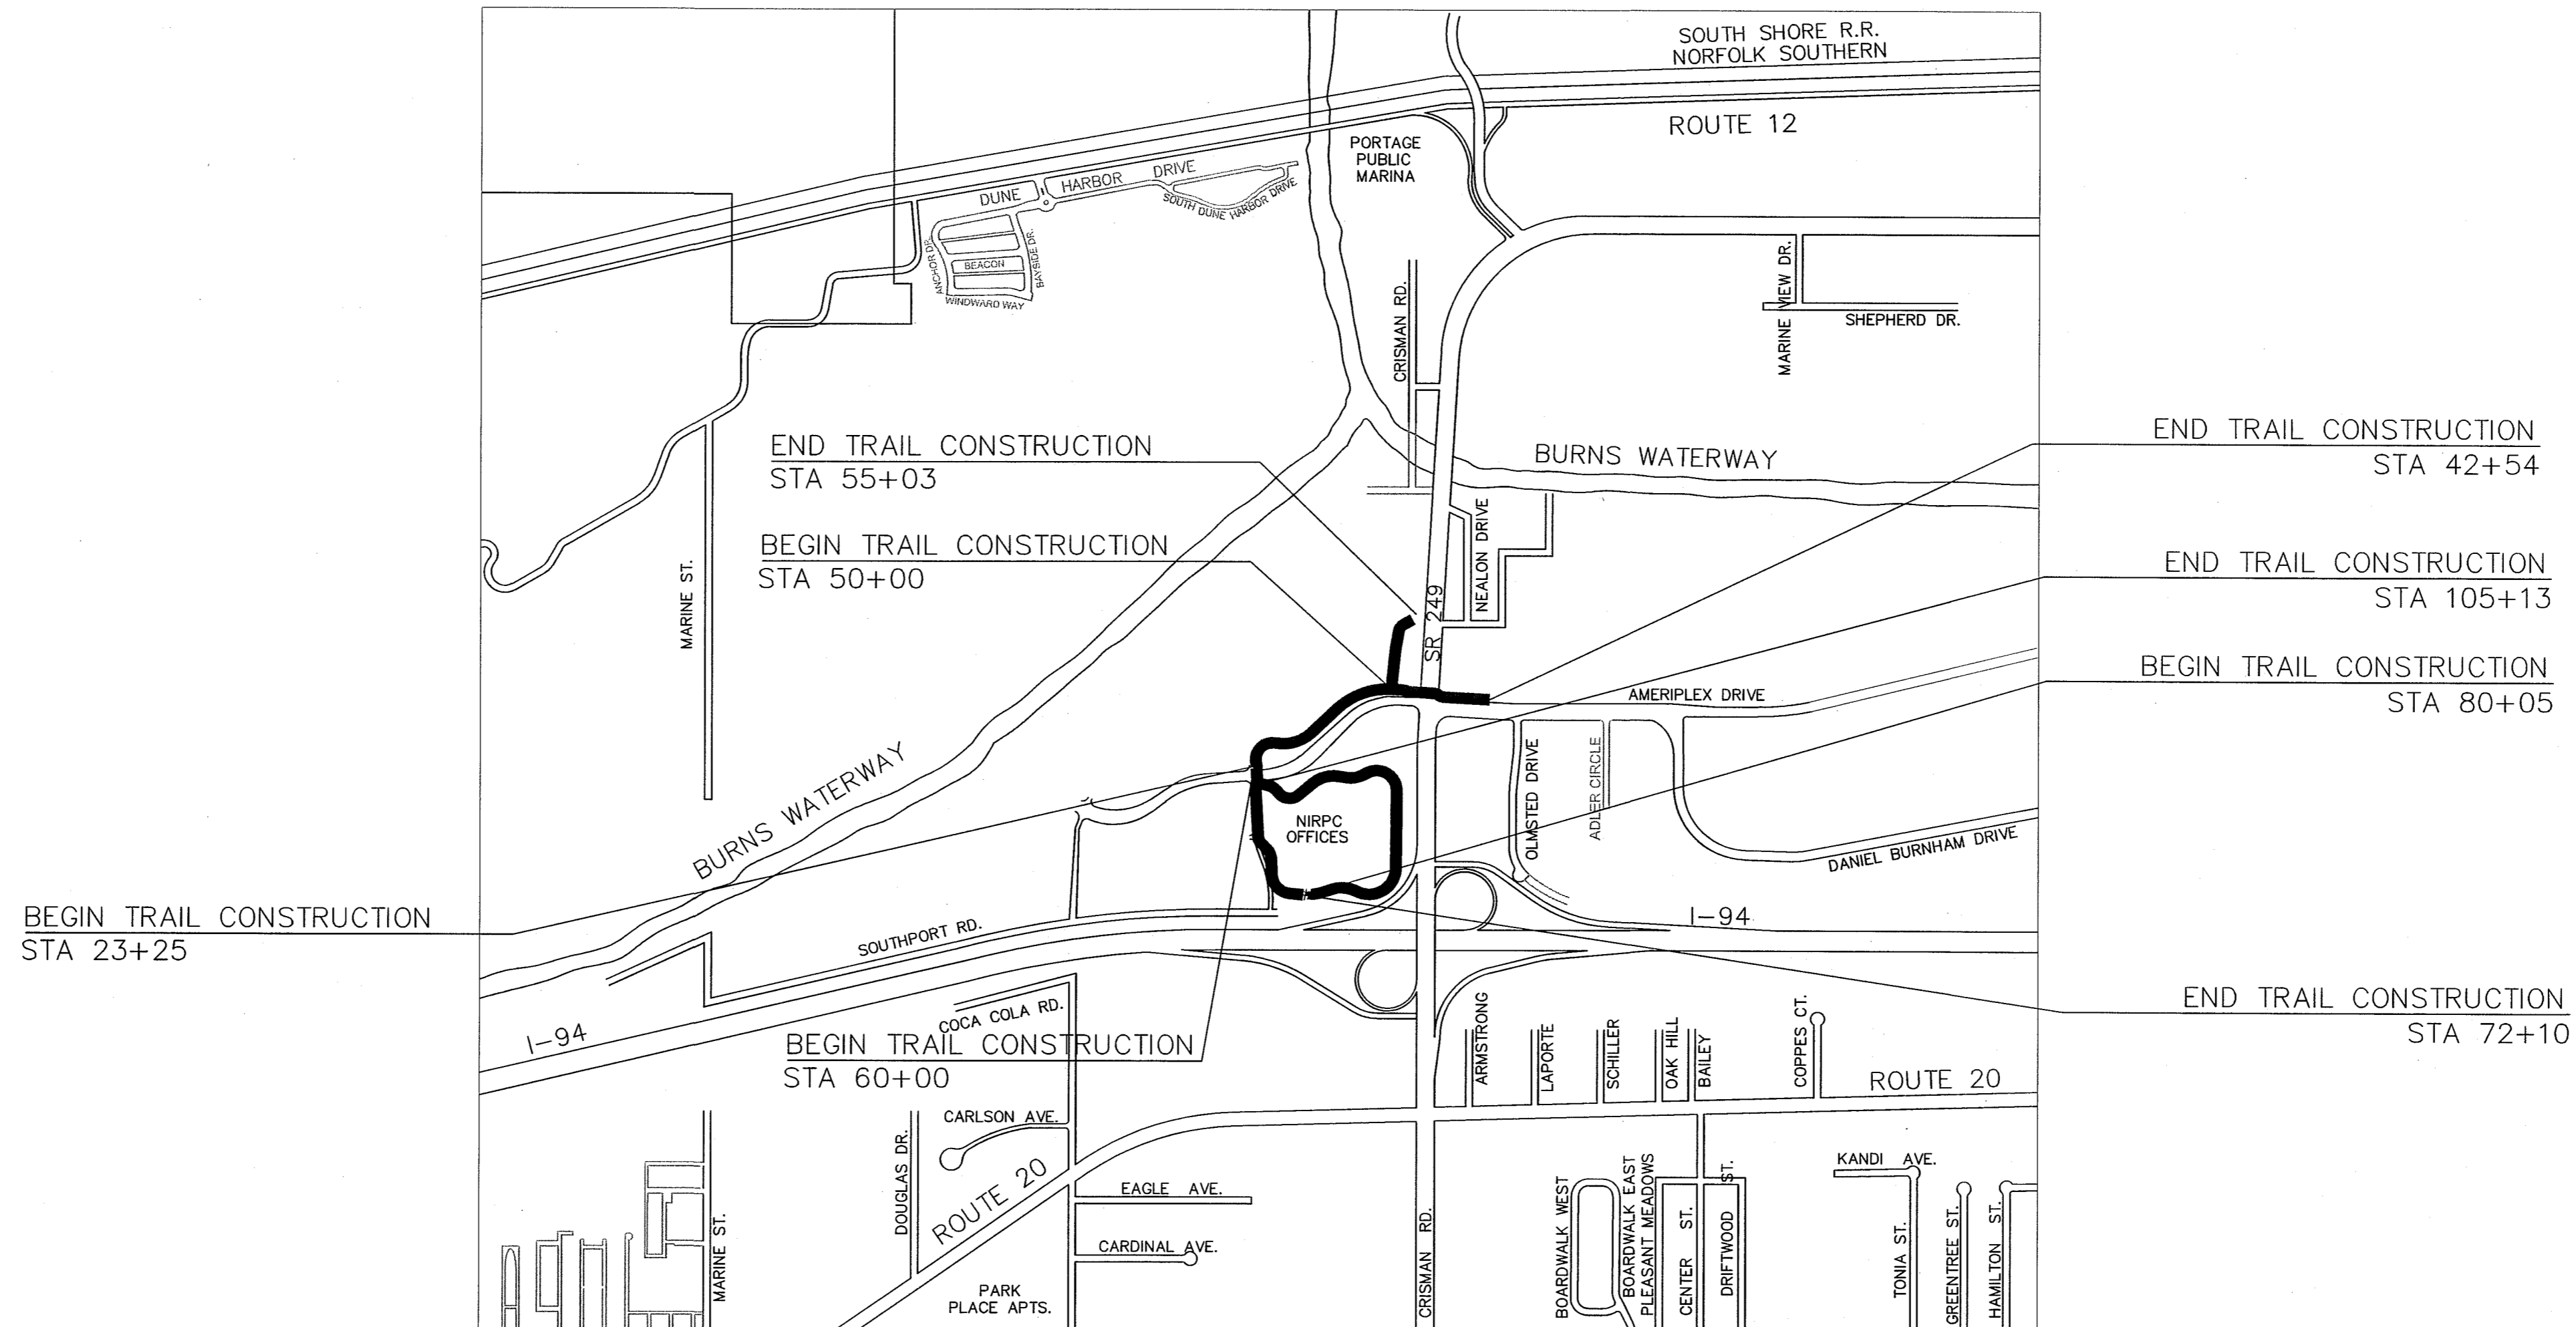 SOUTH SHORE R.R.
NORFOLK SOUTHERN
ROUTE 12
PORTAGE
PUBLIC
MARINA
DUNE HARBOR DRIVE
SOUTH DUNE HARBOR DRIVE
ANCHOR DR.
BEACON
BAYSIDE DR.
WINDWARD WAY
CRISMAN RD.
MARINE VIEW DR.
SHEPHERD DR.
END TRAIL CONSTRUCTION
STA 55+03
BURNS WATERWAY
END TRAIL CONSTRUCTION
STA 42+54
BEGIN TRAIL CONSTRUCTION
STA 50+00
MARINE ST.
NEALON DRIVE
SR 249
END TRAIL CONSTRUCTION
STA 105+13
BEGIN TRAIL CONSTRUCTION
STA 80+05
AMERIPLEX DRIVE
BURNS WATERWAY
NIRPC
OFFICES
OLMSTED DRIVE
ADLER CIRCLE
DANIEL BURNHAM DRIVE
BEGIN TRAIL CONSTRUCTION
STA 23+25
SOUTHPORT RD.
I-94
END TRAIL CONSTRUCTION
STA 72+10
I-94
COCA COLA RD.
BEGIN TRAIL CONSTRUCTION
STA 60+00
ARMSTRONG
LAPORTE
SCHILLER
OAK HILL
BAILEY
COPPES CT.
ROUTE 20
CARLSON AVE.
DOUGLAS DR.
ROUTE 20
EAGLE AVE.
CARDINAL AVE.
MARINE ST.
PARK
PLACE APTS.
CRISMAN RD.
BOARDWALK WEST
BOARDWALK EAST
PLEASANT MEADOWS
CENTER ST.
DRIFTWOOD ST.
KANDI AVE.
TONIA ST.
GREENTREE ST.
HAMILTON ST.